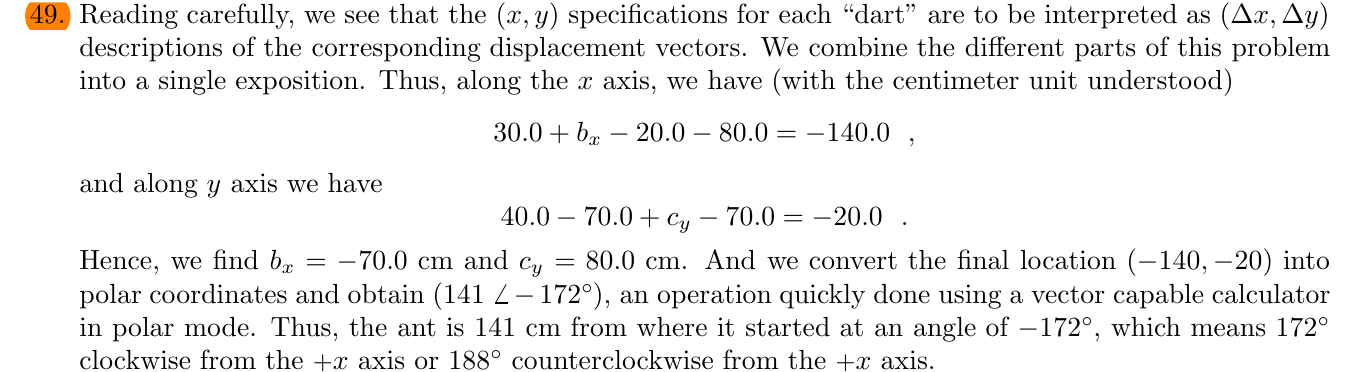 49. Reading carefully, we see that the (x, y) specifications for each “dart” are to be interpreted as (Δx, Δy)
descriptions of the corresponding displacement vectors. We combine the different parts of this problem
into a single exposition. Thus, along the x axis, we have (with the centimeter unit understood)
30.0 + bₓ − 20.0 − 80.0 = −140.0 ,
and along y axis we have
40.0 − 70.0 + c_y − 70.0 = −20.0 .
Hence, we find bₓ = −70.0 cm and c_y = 80.0 cm. And we convert the final location (−140, −20) into
polar coordinates and obtain (141 ∠ − 172°), an operation quickly done using a vector capable calculator
in polar mode. Thus, the ant is 141 cm from where it started at an angle of −172°, which means 172°
clockwise from the +x axis or 188° counterclockwise from the +x axis.